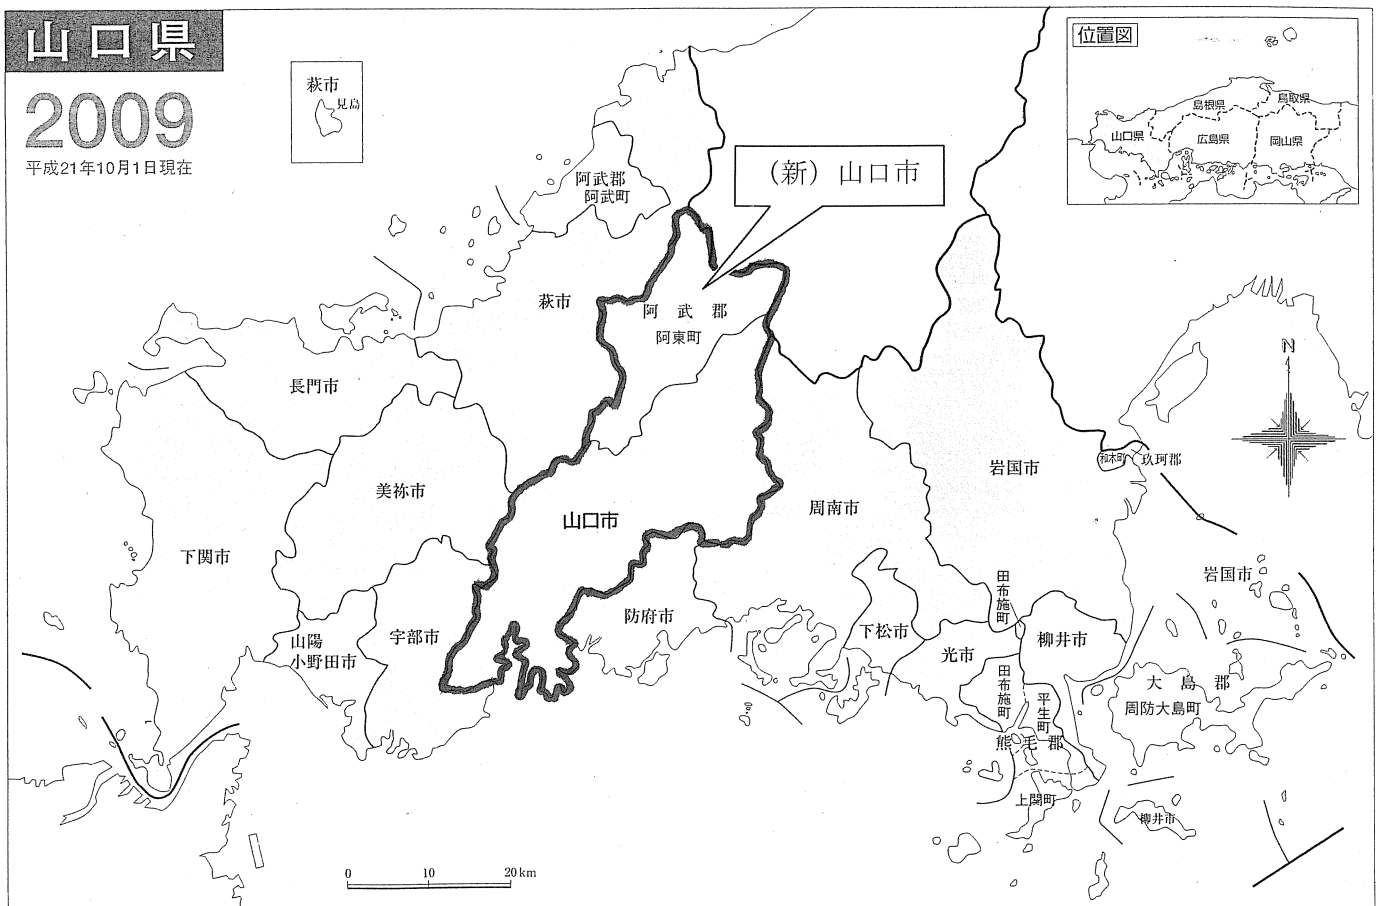 山口県
2009
平成21年10月1日現在
萩市
見島
位置図
島根県
鳥取県
山口県
広島県
岡山県
(新) 山口市
阿武郡
阿武町
萩市
阿武郡
阿東町
長門市
美祢市
山口市
下関市
宇部市
山陽
小野田市
防府市
周南市
岩国市
和木町
玖珂郡
N
下松市
光市
田布施町
柳井市
岩国市
田布施町
平生町
熊毛郡
上関町
大島郡
周防大島町
柳井市
0 10 20km